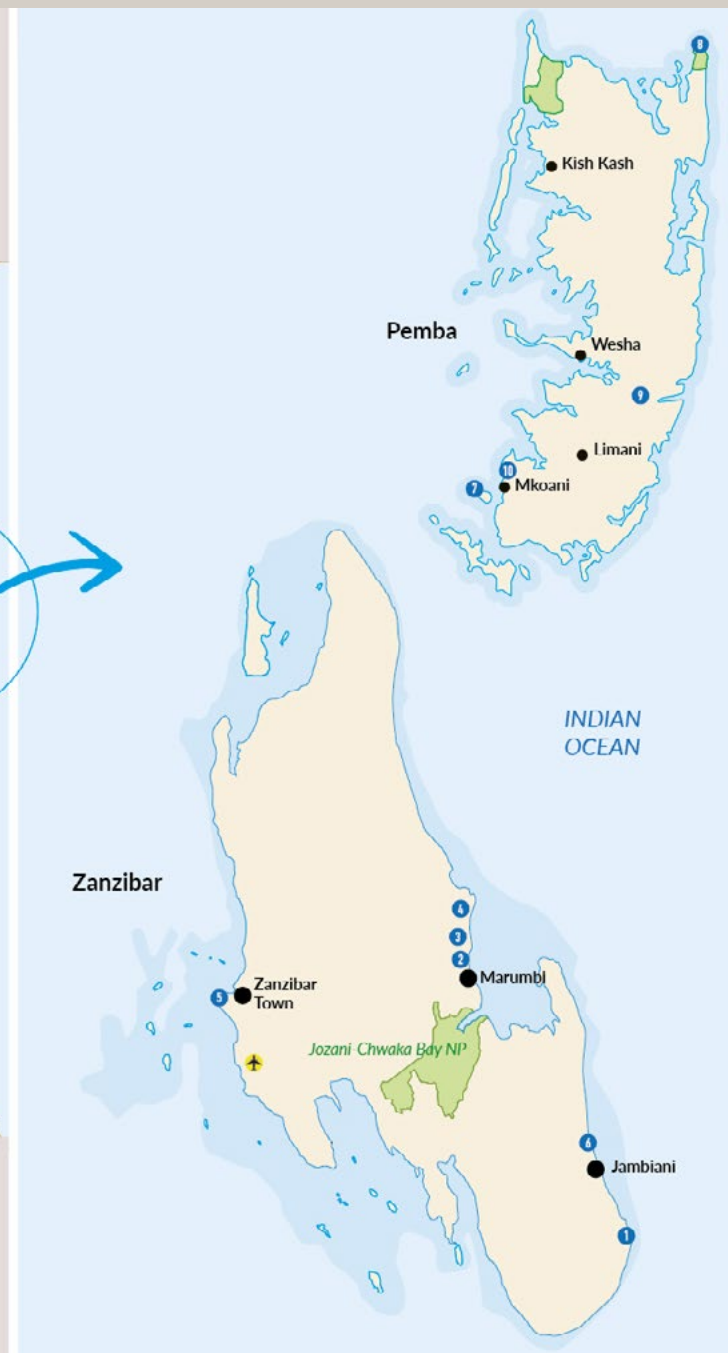 8
Kish Kash
Pemba
Wesha
9
Limani
10
7
Mkoani
INDIAN
OCEAN
Zanzibar
4
3
2
Marumbi
5
Zanzibar
Town
Jozani-Chwaka Bay NP
6
Jambiani
1